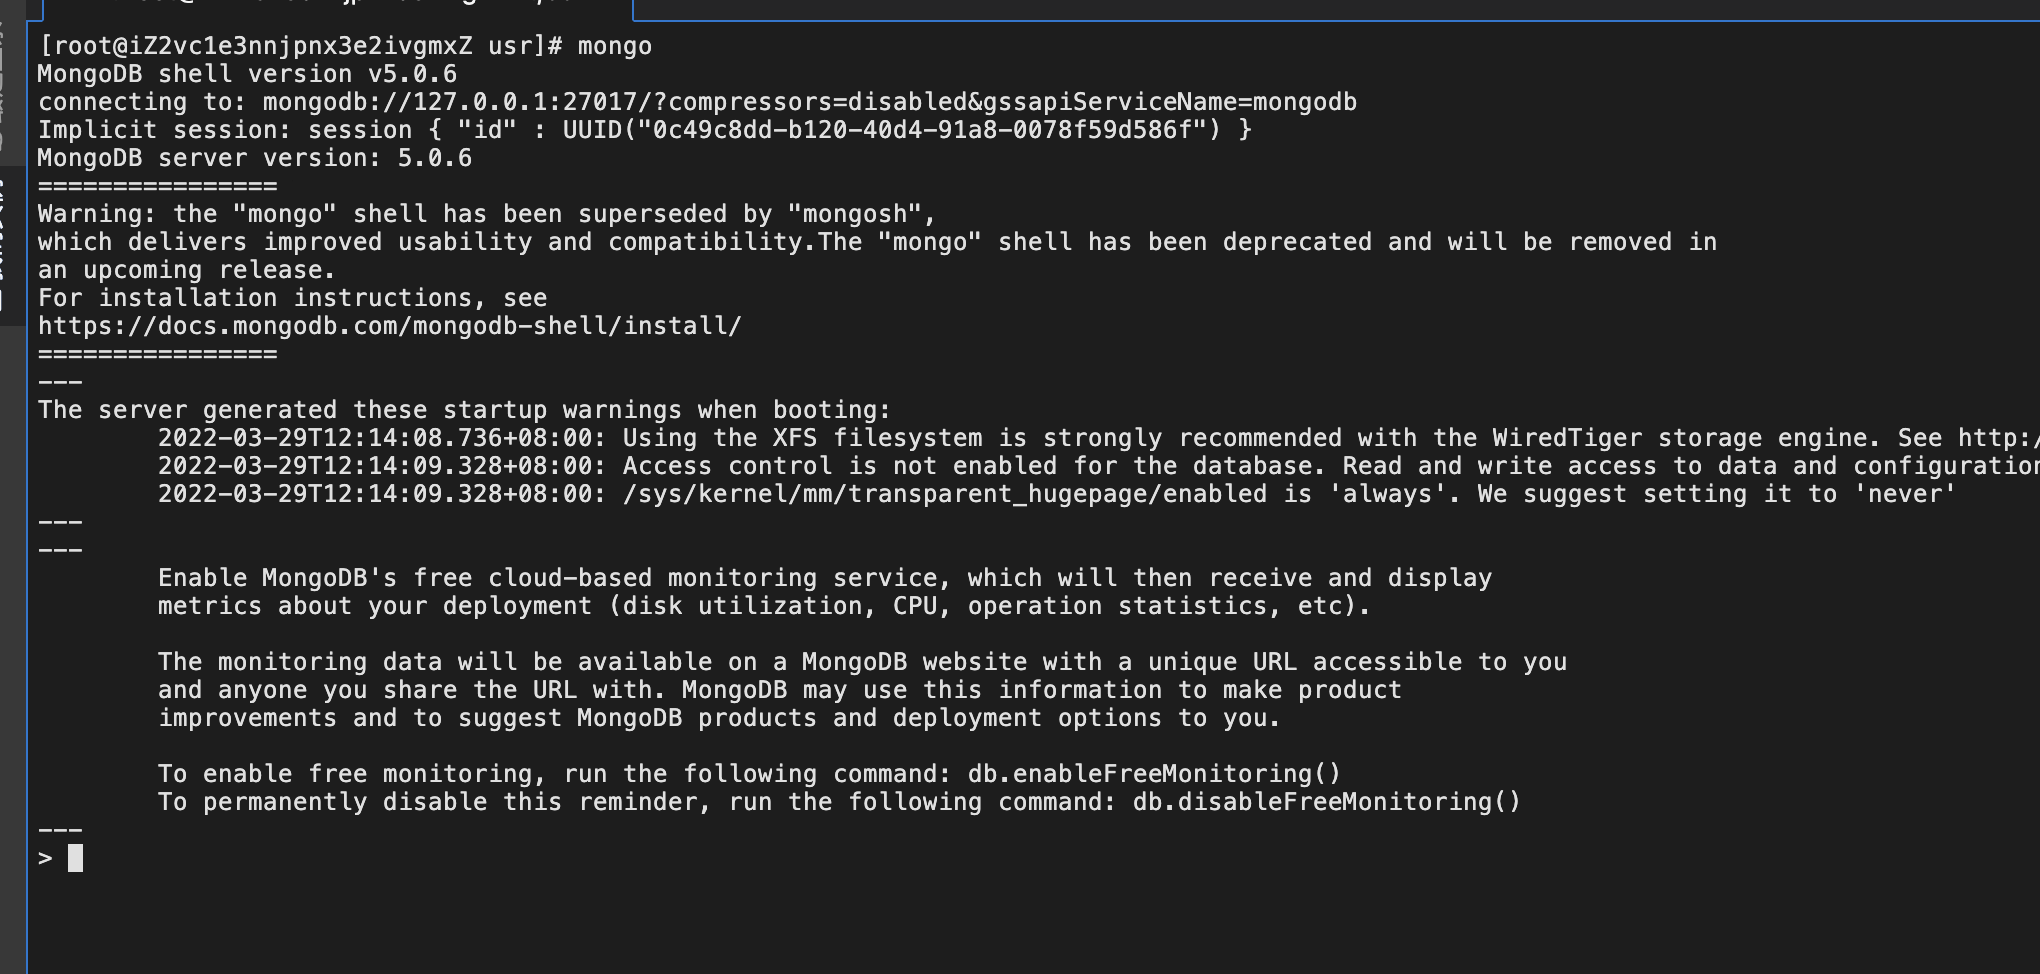 [root@iZ2vc1e3nnjpnx3e2ivgmxZ usr]# mongo
MongoDB shell version v5.0.6
connecting to: mongodb://127.0.0.1:27017/?compressors=disabled&gssapiServiceName=mongodb
Implicit session: session { "id" : UUID("0c49c8dd-b120-40d4-91a8-0078f59d586f") }
MongoDB server version: 5.0.6
================
Warning: the "mongo" shell has been superseded by "mongosh",
which delivers improved usability and compatibility.The "mongo" shell has been deprecated and will be removed in
an upcoming release.
For installation instructions, see
https://docs.mongodb.com/mongodb-shell/install/
================
---
The server generated these startup warnings when booting:
        2022-03-29T12:14:08.736+08:00: Using the XFS filesystem is strongly recommended with the WiredTiger storage engine. See http:/
        2022-03-29T12:14:09.328+08:00: Access control is not enabled for the database. Read and write access to data and configuration
        2022-03-29T12:14:09.328+08:00: /sys/kernel/mm/transparent_hugepage/enabled is 'always'. We suggest setting it to 'never'
---
---
        Enable MongoDB's free cloud-based monitoring service, which will then receive and display
        metrics about your deployment (disk utilization, CPU, operation statistics, etc).

        The monitoring data will be available on a MongoDB website with a unique URL accessible to you
        and anyone you share the URL with. MongoDB may use this information to make product
        improvements and to suggest MongoDB products and deployment options to you.

        To enable free monitoring, run the following command: db.enableFreeMonitoring()
        To permanently disable this reminder, run the following command: db.disableFreeMonitoring()
---
>